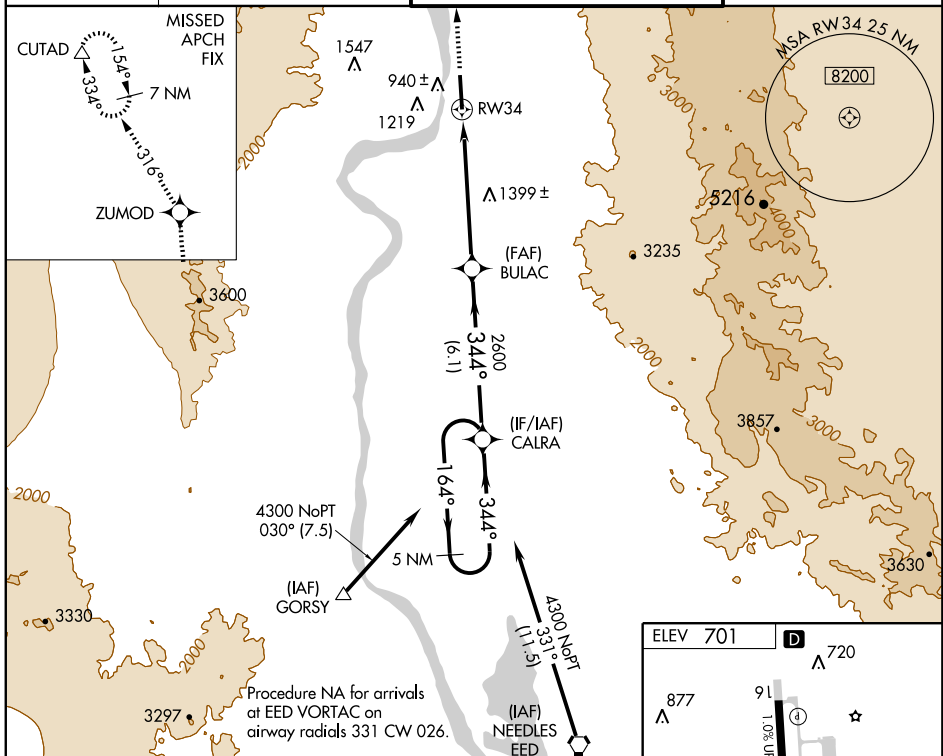 MISSED
APCH
FIX
CUTAD
154°
334°
7 NM
316°
ZUMOD
1547
940 ±
1219
RW34
2000
3000
MSA RW34 25 NM
8200
1399 ±
5216
4000
(FAF)
BULAC
3235
3600
2600
344°
(6.1)
2000
(IF/IAF)
CALRA
3857
3000
164°
344°
2000
4300 NoPT
030° (7.5)
5 NM
3630
(IAF)
GORSY
4300 NoPT
331°
(11.5)
3330
2000
ELEV 701
D
720
877
16
P
1.0% UP
3297
Procedure NA for arrivals
at EED VORTAC on
airway radials 331 CW 026.
(IAF)
NEEDLES
EED